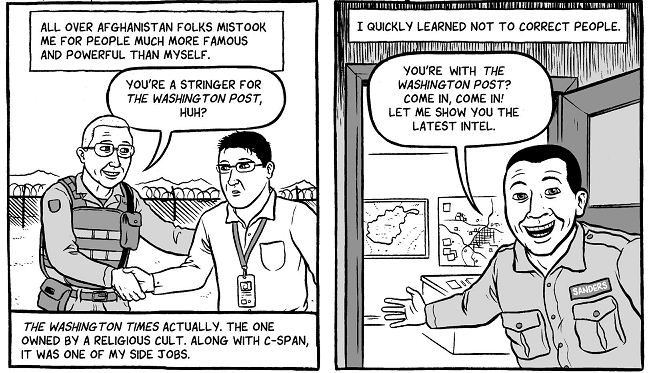 ALL OVER AFGHANISTAN FOLKS MISTOOK
ME FOR PEOPLE MUCH MORE FAMOUS
AND POWERFUL THAN MYSELF.
YOU'RE A STRINGER FOR
THE WASHINGTON POST,
HUH?
THE WASHINGTON TIMES ACTUALLY. THE ONE
OWNED BY A RELIGIOUS CULT. ALONG WITH C-SPAN,
IT WAS ONE OF MY SIDE JOBS.
I QUICKLY LEARNED NOT TO CORRECT PEOPLE.
YOU'RE WITH THE
WASHINGTON POST?
COME IN, COME IN!
LET ME SHOW YOU THE
LATEST INTEL.
SANDERS